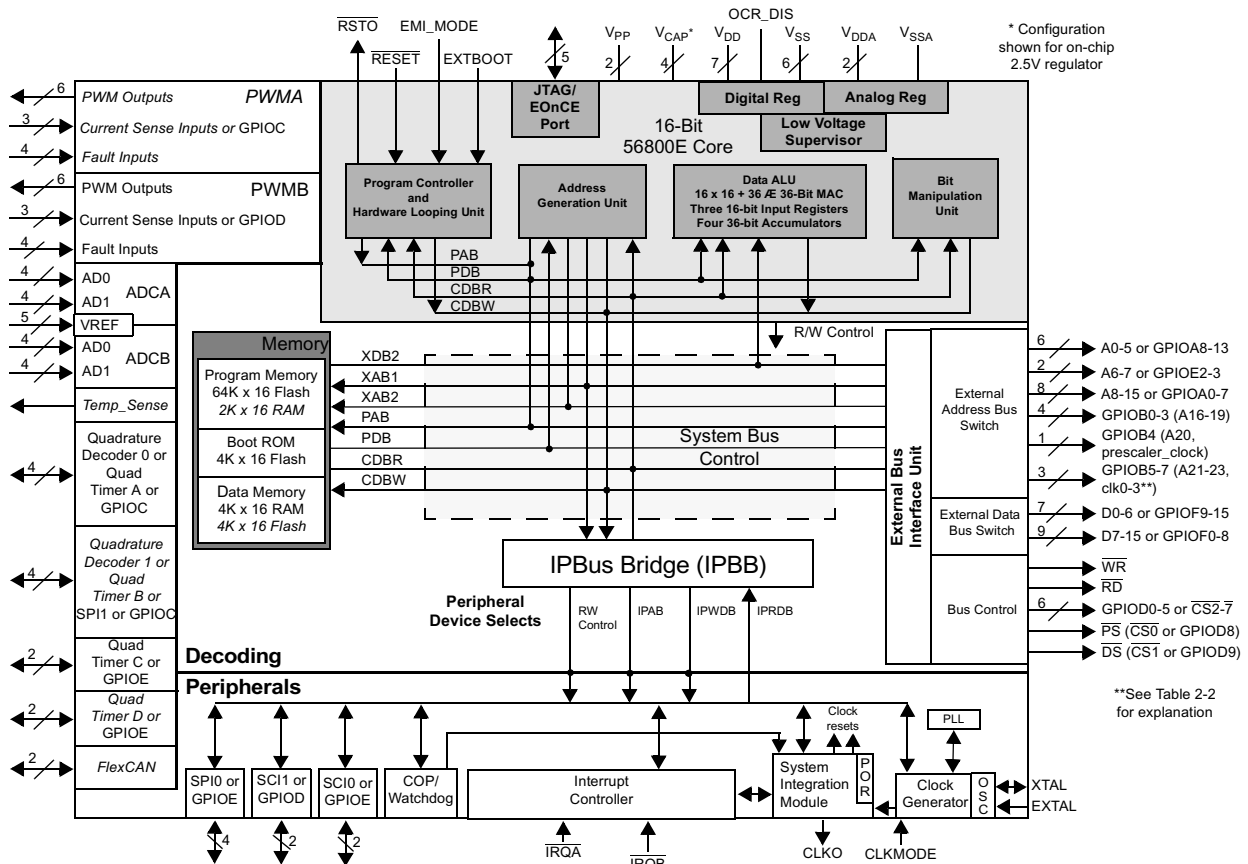 RSTO
EMI_MODE
RESET
EXTBOOT
5
VPP
2
VCAP*
4
VDD
7
OCR_DIS
VSS
6
VDDA
2
VSSA
* Configuration
shown for on-chip
2.5V regulator
6
PWM Outputs
PWMA
3
Current Sense Inputs or GPIOC
4
Fault Inputs
6
PWM Outputs
PWMB
3
Current Sense Inputs or GPIOD
4
Fault Inputs
4
AD0
ADCA
4
AD1
5
VREF
4
AD0
ADCB
4
AD1
Temp_Sense
4
Quadrature
Decoder 0 or
Quad
Timer A or
GPIOC
4
Quadrature
Decoder 1 or
Quad
Timer B or
SPI1 or GPIOC
2
Quad
Timer C or
GPIOE
2
Quad
Timer D or
GPIOE
2
FlexCAN
JTAG/
EOnCE
Port
Digital Reg
Analog Reg
Low Voltage
Supervisor
16-Bit
56800E Core
Program Controller
and
Hardware Looping Unit
Address
Generation Unit
Data ALU
16 x 16 + 36 Æ 36-Bit MAC
Three 16-bit Input Registers
Four 36-bit Accumulators
Bit
Manipulation
Unit
PAB
PDB
CDBR
CDBW
R/W Control
Memory
Program Memory
64K x 16 Flash
2K x 16 RAM
Boot ROM
4K x 16 Flash
Data Memory
4K x 16 RAM
4K x 16 Flash
XDB2
XAB1
XAB2
PAB
PDB
CDBR
CDBW
System Bus
Control
External Bus
Interface Unit
External
Address Bus
Switch
External Data
Bus Switch
Bus Control
6
A0-5 or GPIOA8-13
2
A6-7 or GPIOE2-3
8
A8-15 or GPIOA0-7
4
GPIOB0-3 (A16-19)
1
GPIOB4 (A20,
prescaler_clock)
3
GPIOB5-7 (A21-23,
clk0-3**)
7
D0-6 or GPIOF9-15
9
D7-15 or GPIOF0-8
WR
RD
6
GPIOD0-5 or CS2-7
PS (CS0 or GPIOD8)
DS (CS1 or GPIOD9)
**See Table 2-2
for explanation
IPBus Bridge (IPBB)
Peripheral
Device Selects
RW
Control
IPAB
IPWDB
IPRDB
Decoding
Peripherals
Clock
resets
PLL
SPI0 or
GPIOE
SCI1 or
GPIOD
SCI0 or
GPIOE
COP/
Watchdog
Interrupt
Controller
System
Integration
Module
POR
Clock
Generator
OSC
XTAL
EXTAL
4
2
2
IRQA
IRQB
CLKO
CLKMODE